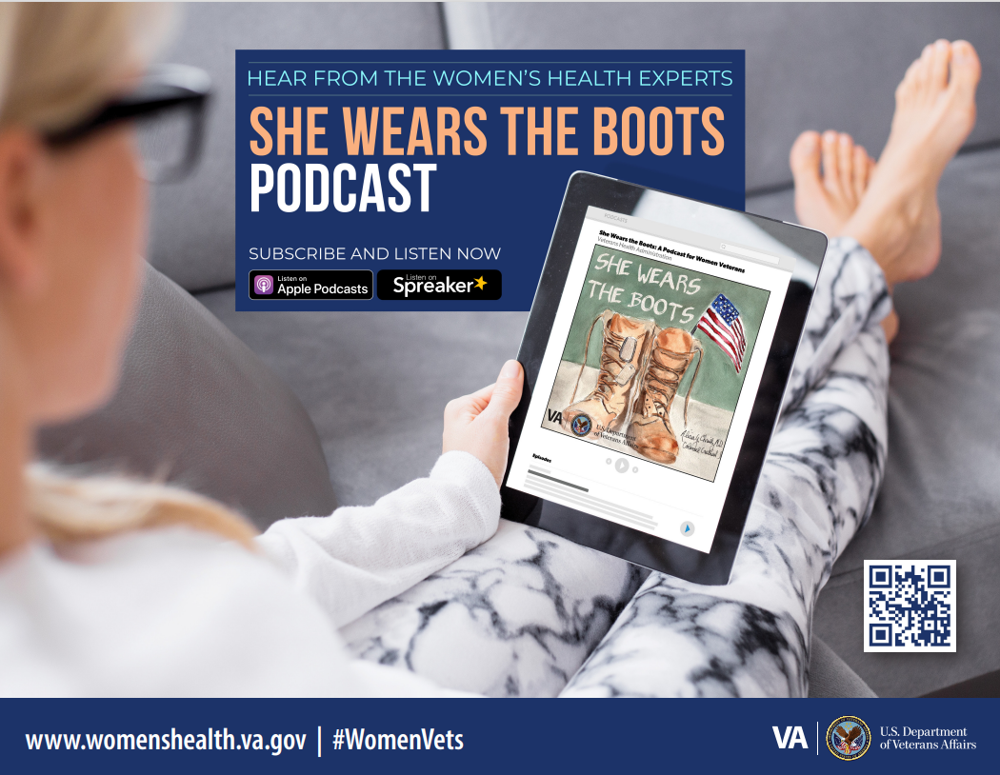 HEAR FROM THE WOMEN'S HEALTH EXPERTS
SHE WEARS THE BOOTS
PODCAST
SUBSCRIBE AND LISTEN NOW
Listen on
Apple Podcasts
Listen on
Spreaker
PODCASTS
She Wears the Boots: A Podcast for Women Veterans
Veterans Health Administration
SHE WEARS
THE BOOTS
VA
U.S. Department
of Veterans Affairs
Episodes
www.womenshealth.va.gov | #WomenVets
VA
U.S. Department
of Veterans Affairs